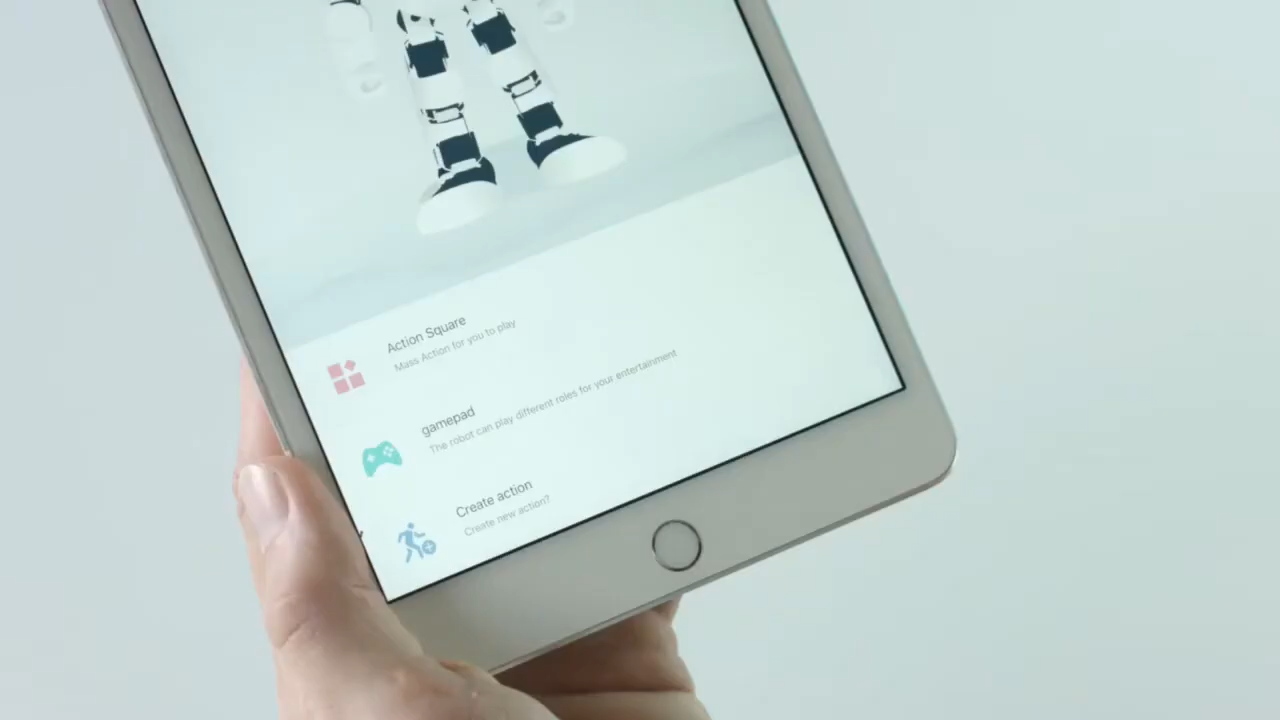 Action Square
Mass Action for you to play
gamepad
The robot can play different roles for your entertainment
Create action
Create new action?